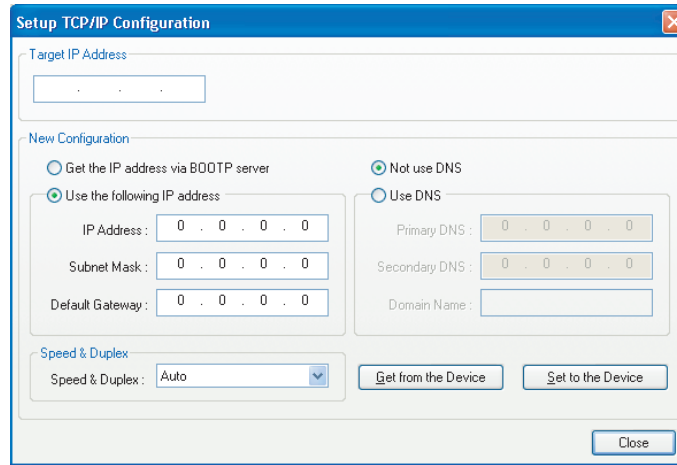 Setup TCP/IP Configuration
Target IP Address
. . .
New Configuration
Get the IP address via BOOTP server
Not use DNS
Use the following IP address
Use DNS
IP Address : 0 . 0 . 0 . 0
Primary DNS : 0 . 0 . 0 . 0
Subnet Mask : 0 . 0 . 0 . 0
Secondary DNS : 0 . 0 . 0 . 0
Default Gateway : 0 . 0 . 0 . 0
Domain Name :
Speed & Duplex
Speed & Duplex : Auto
Get from the Device
Set to the Device
Close